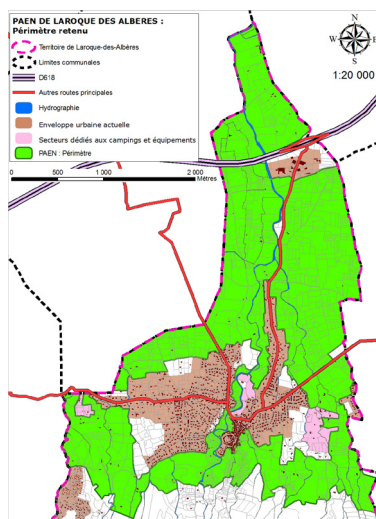 PAEN DE LAROQUE DES ALBERES :
Périmètre retenu
Territoire de Laroque-des-Albères
Limites communales
D618
Autres routes principales
Hydrographie
Enveloppe urbaine actuelle
Secteurs dédiés aux campings et équipements
PAEN : Périmètre
N
W E
S
1:20 000
0 500 1 000 2 000
Mètres